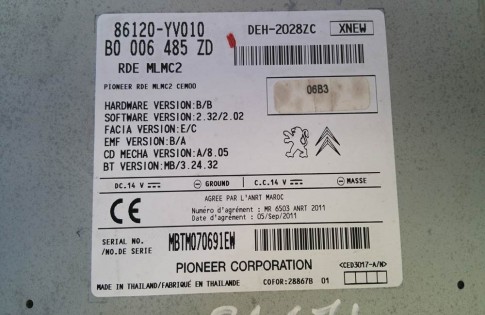 86120-YV010 DEH-2028ZC XNEW
B0 006 485 ZD
RDE MLMC2
06B3
PIONEER RDE MLMC2 CEMOO
HARDWARE VERSION:B/B
SOFTWARE VERSION:2.32/2.02
FACIA VERSION:E/C
EMF VERSION:B/A
CD MECHA VERSION:A/8.05
BT VERSION:MB/3.24.32
DC.14 V GROUND C.C.14 V MASSE
CE
AGREE PAR L'ANRT MAROC
Numéro d'agrément : MR 6503 ANRT 2011
Date d'agrément : 05/Sep/2011
SERIAL NO.
/NO.DE SERIE
MBTM070691EW
PIONEER CORPORATION <CED3017-A/N>
MADE IN THAILAND/FABRIQUÉ EN THAILANDE COFOR:28867B 01